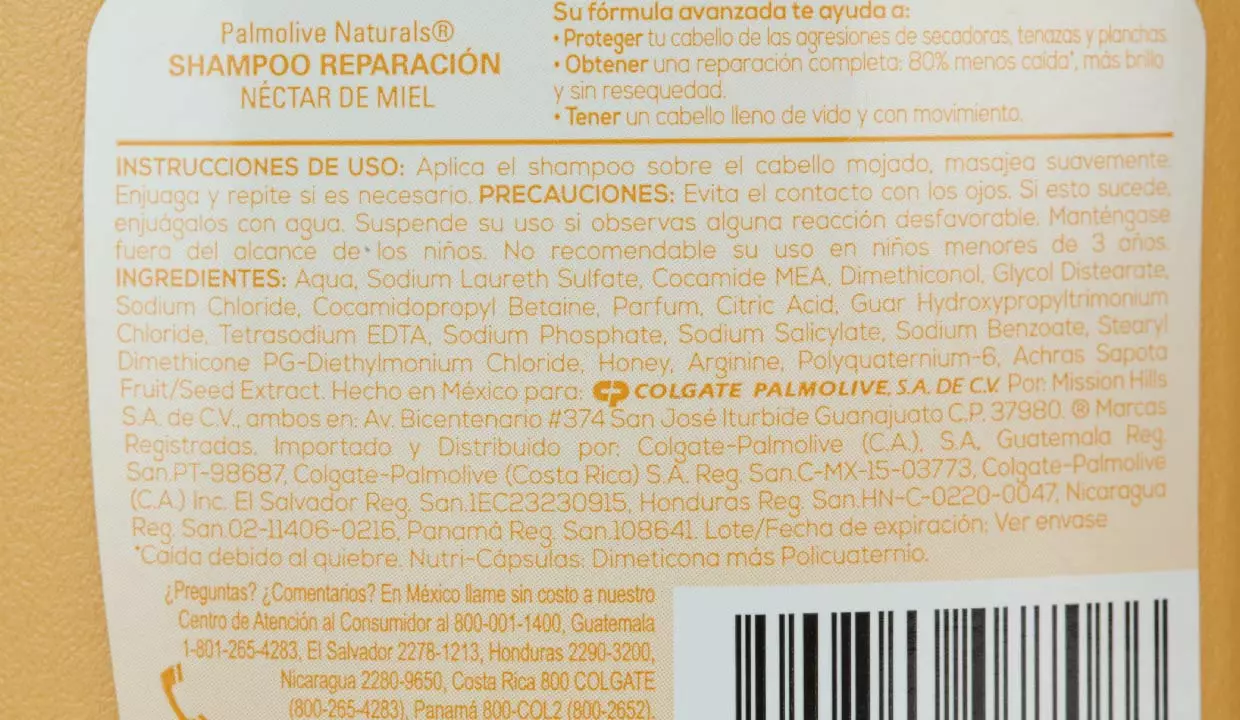 Palmolive Naturals®
SHAMPOO REPARACIÓN
NÉCTAR DE MIEL
Su fórmula avanzada te ayuda a:
• Proteger tu cabello de las agresiones de secadoras, tenazas y planchas.
• Obtener una reparación completa: 80% menos caída*, más brillo
y sin resequedad.
• Tener un cabello lleno de vida y con movimiento.
INSTRUCCIONES DE USO: Aplica el shampoo sobre el cabello mojado, masajea suavemente.
Enjuaga y repite si es necesario. PRECAUCIONES: Evita el contacto con los ojos. Si esto sucede,
enjuágalos con agua. Suspende su uso si observas alguna reacción desfavorable. Manténgase
fuera del alcance de los niños. No recomendable su uso en niños menores de 3 años.
INGREDIENTES: Aqua, Sodium Laureth Sulfate, Cocamide MEA, Dimethiconol, Glycol Distearate,
Sodium Chloride, Cocamidopropyl Betaine, Parfum, Citric Acid, Guar Hydroxypropyltrimonium
Chloride, Tetrasodium EDTA, Sodium Phosphate, Sodium Salicylate, Sodium Benzoate, Stearyl
Dimethicone PG-Diethylmonium Chloride, Honey, Arginine, Polyquaternium-6, Achras Sapota
Fruit/Seed Extract. Hecho en México para: CP COLGATE PALMOLIVE, S.A. DE C.V. Por: Mission Hills
S.A. de C.V., ambos en: Av. Bicentenario #374 San José Iturbide Guanajuato C.P. 37980. ® Marcas
Registradas. Importado y Distribuido por: Colgate-Palmolive (C.A.), S.A, Guatemala Reg.
San.PT-98687, Colgate-Palmolive (Costa Rica) S.A. Reg. San.C-MX-15-03773, Colgate-Palmolive
(C.A.) Inc. El Salvador Reg. San.1EC23230915, Honduras Reg. San.HN-C-0220-0047, Nicaragua
Reg. San.02-11406-0216, Panamá Reg. San.108641. Lote/Fecha de expiración: Ver envase
*Caída debido al quiebre. Nutri-Cápsulas: Dimeticona más Policuaternio.
¿Preguntas? ¿Comentarios? En México llame sin costo a nuestro
Centro de Atención al Consumidor al 800-001-1400, Guatemala
1-801-265-4283, El Salvador 2278-1213, Honduras 2290-3200,
Nicaragua 2280-9650, Costa Rica 800 COLGATE
(800-265-4283), Panamá 800-COL2 (800-2652).